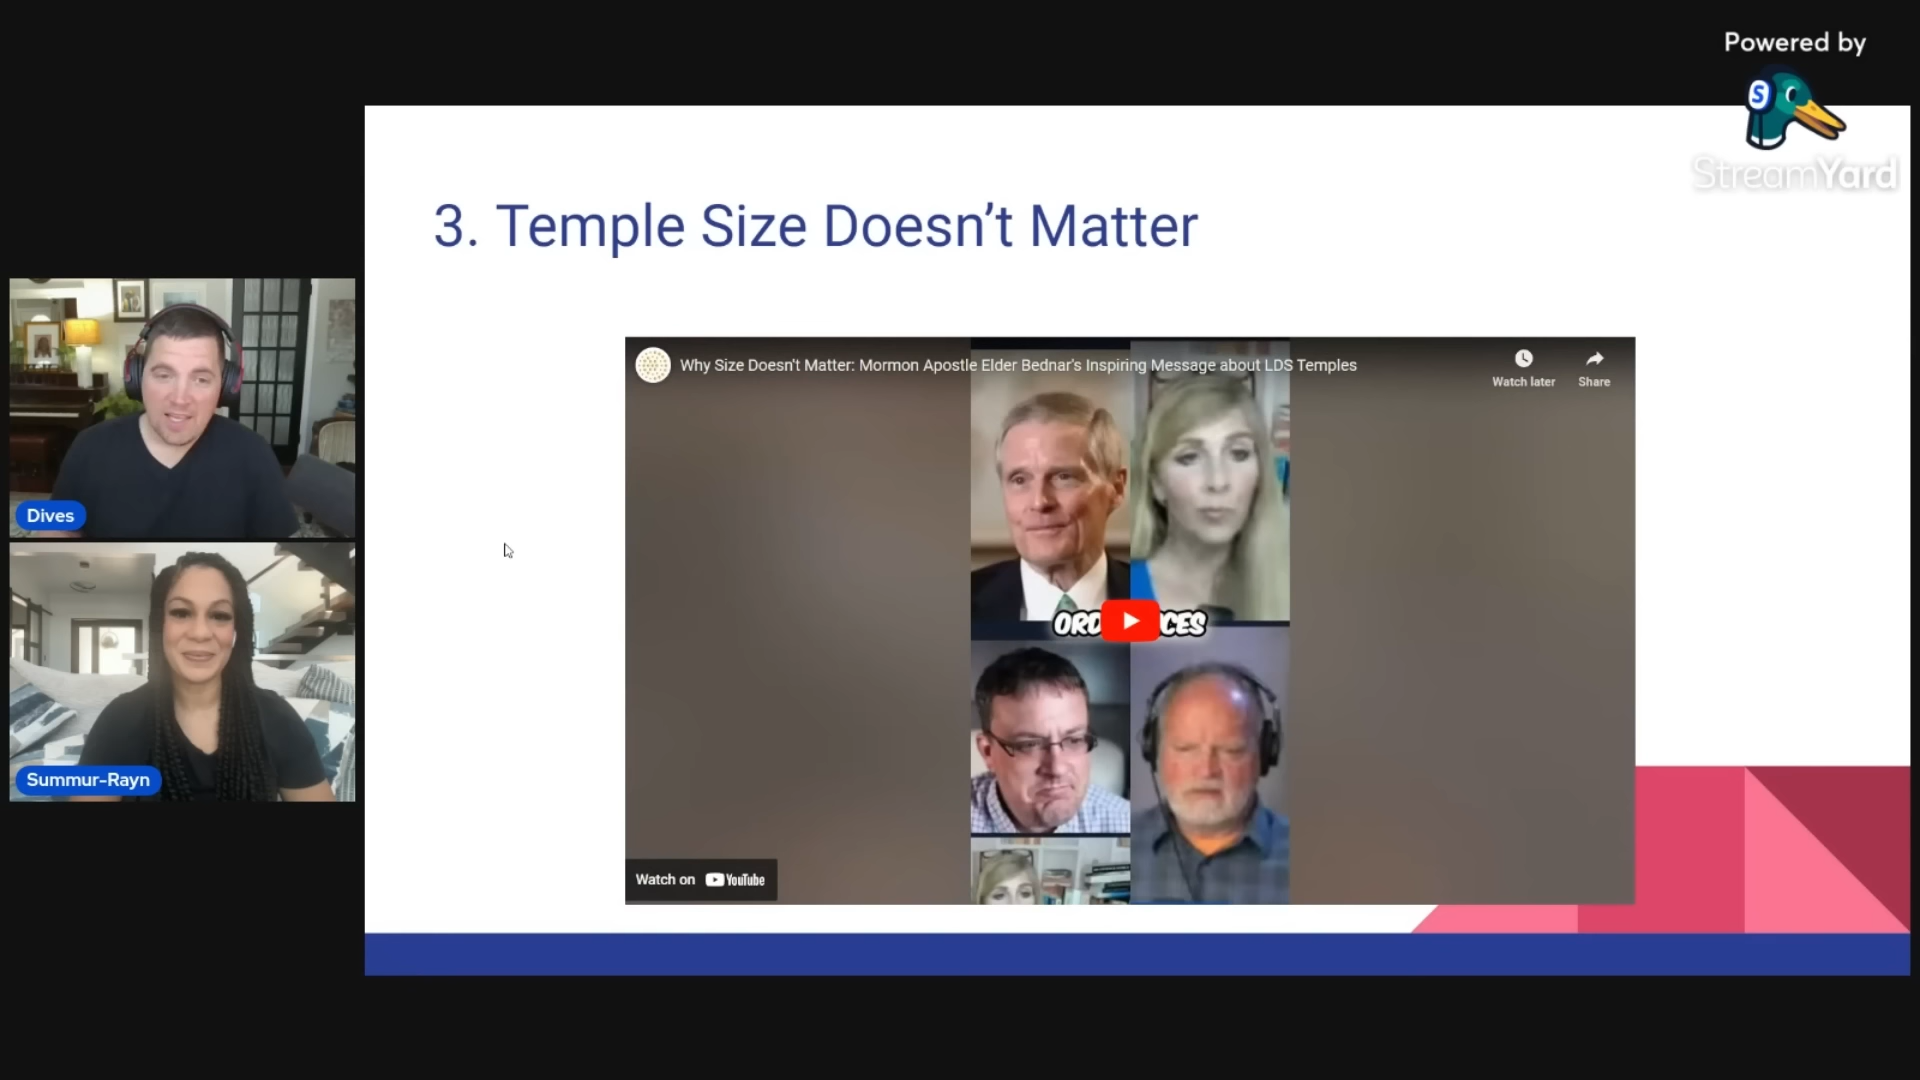 Powered by
StreamYard
3. Temple Size Doesn’t Matter
Why Size Doesn't Matter: Mormon Apostle Elder Bednar's Inspiring Message about LDS Temples
Watch later
Share
Dives
Summur-Rayn
Watch on YouTube